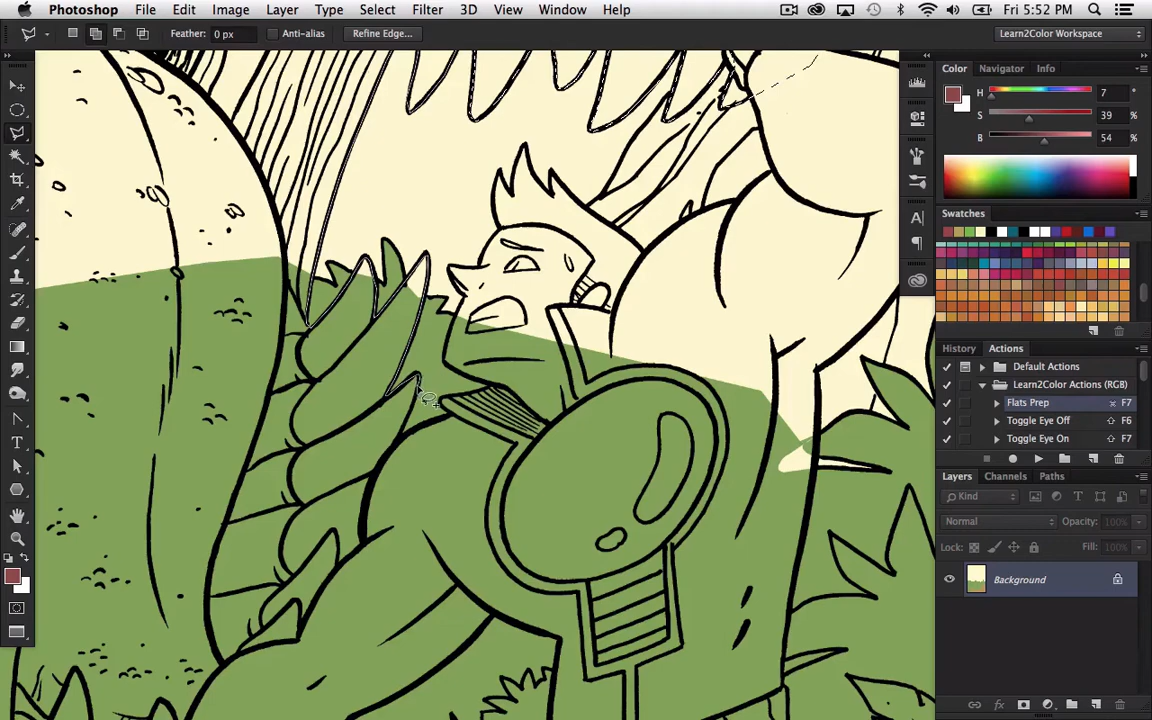 Photoshop File Edit Image Layer Type Select Filter 3D View Window Help Fri 5:52 PM
Feather: 0 px Anti-alias Refine Edge... Learn2Color Workspace
Color Navigator Info
H 7 °
S 39 %
B 54 %
Swatches
History Actions
Default Actions
Learn2Color Actions (RGB)
Flats Prep F7
Toggle Eye Off F6
Toggle Eye On F7
Layers Channels Paths
Kind
Normal Opacity: 100%
Lock: Fill: 100%
Background